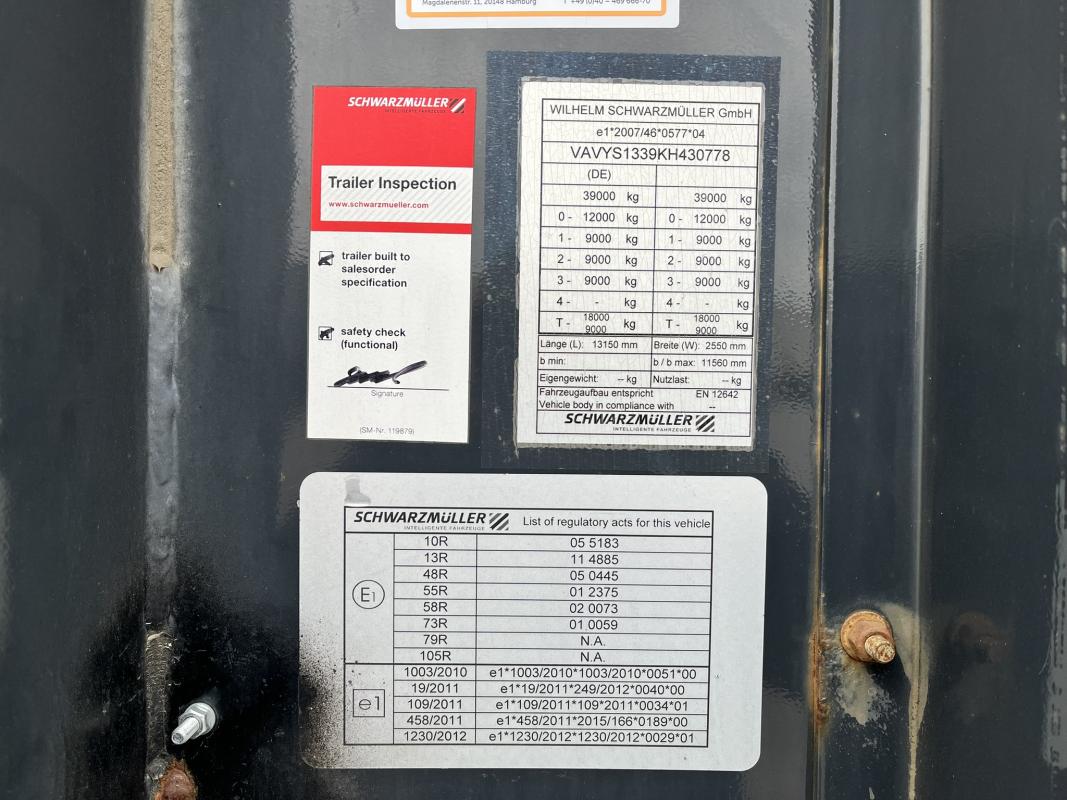 Magdalenenstr. 11, 20148 Hamburg T +49 (0)40 – 469 666-70
SCHWARZMÜLLER
INTELLIGENTE FAHRZEUGE
Trailer Inspection
www.schwarzmueller.com
trailer built to
salesorder
specification
safety check
(functional)
Signature
(SM-Nr. 119879)
WILHELM SCHWARZMÜLLER GmbH
e1*2007/46*0577*04
VAVYS1339KH430778
(DE)
39000 kg 39000 kg
0 - 12000 kg 0 - 12000 kg
1 - 9000 kg 1 - 9000 kg
2 - 9000 kg 2 - 9000 kg
3 - 9000 kg 3 - 9000 kg
4 - - kg 4 - - kg
T - 18000 9000 kg T - 18000 9000 kg
Länge (L): 13150 mm Breite (W): 2550 mm
b min: b / b max: 11560 mm
Eigengewicht: -- kg Nutzlast: -- kg
Fahrzeugaufbau entspricht EN 12642
Vehicle body in compliance with --
SCHWARZMÜLLER
INTELLIGENTE FAHRZEUGE
SCHWARZMÜLLER List of regulatory acts for this vehicle
INTELLIGENTE FAHRZEUGE
10R 05 5183
13R 11 4885
48R 05 0445
E1 55R 01 2375
58R 02 0073
73R 01 0059
79R N.A.
105R N.A.
1003/2010 e1*1003/2010*1003/2010*0051*00
19/2011 e1*19/2011*249/2012*0040*00
e1 109/2011 e1*109/2011*109*2011*0034*01
458/2011 e1*458/2011*2015/166*0189*00
1230/2012 e1*1230/2012*1230/2012*0029*01